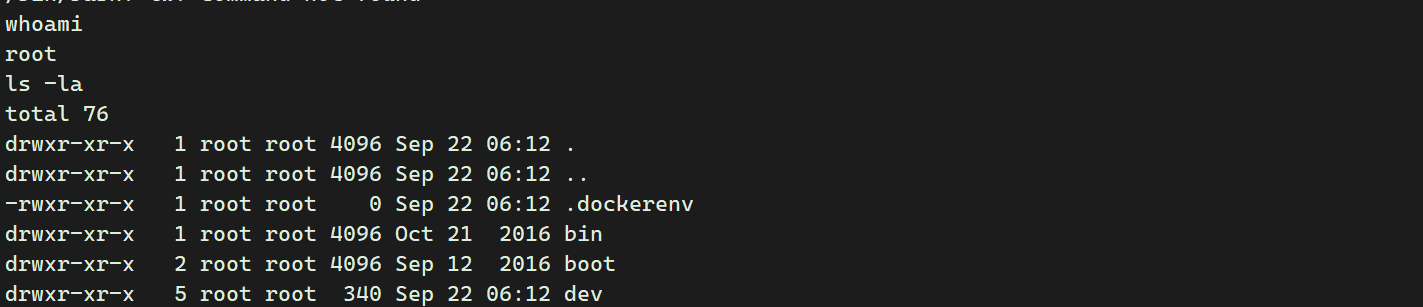 whoami
root
ls -la
total 76
drwxr-xr-x   1 root root 4096 Sep 22 06:12 .
drwxr-xr-x   1 root root 4096 Sep 22 06:12 ..
-rwxr-xr-x   1 root root    0 Sep 22 06:12 .dockerenv
drwxr-xr-x   1 root root 4096 Oct 21  2016 bin
drwxr-xr-x   2 root root 4096 Sep 12  2016 boot
drwxr-xr-x   5 root root  340 Sep 22 06:12 dev